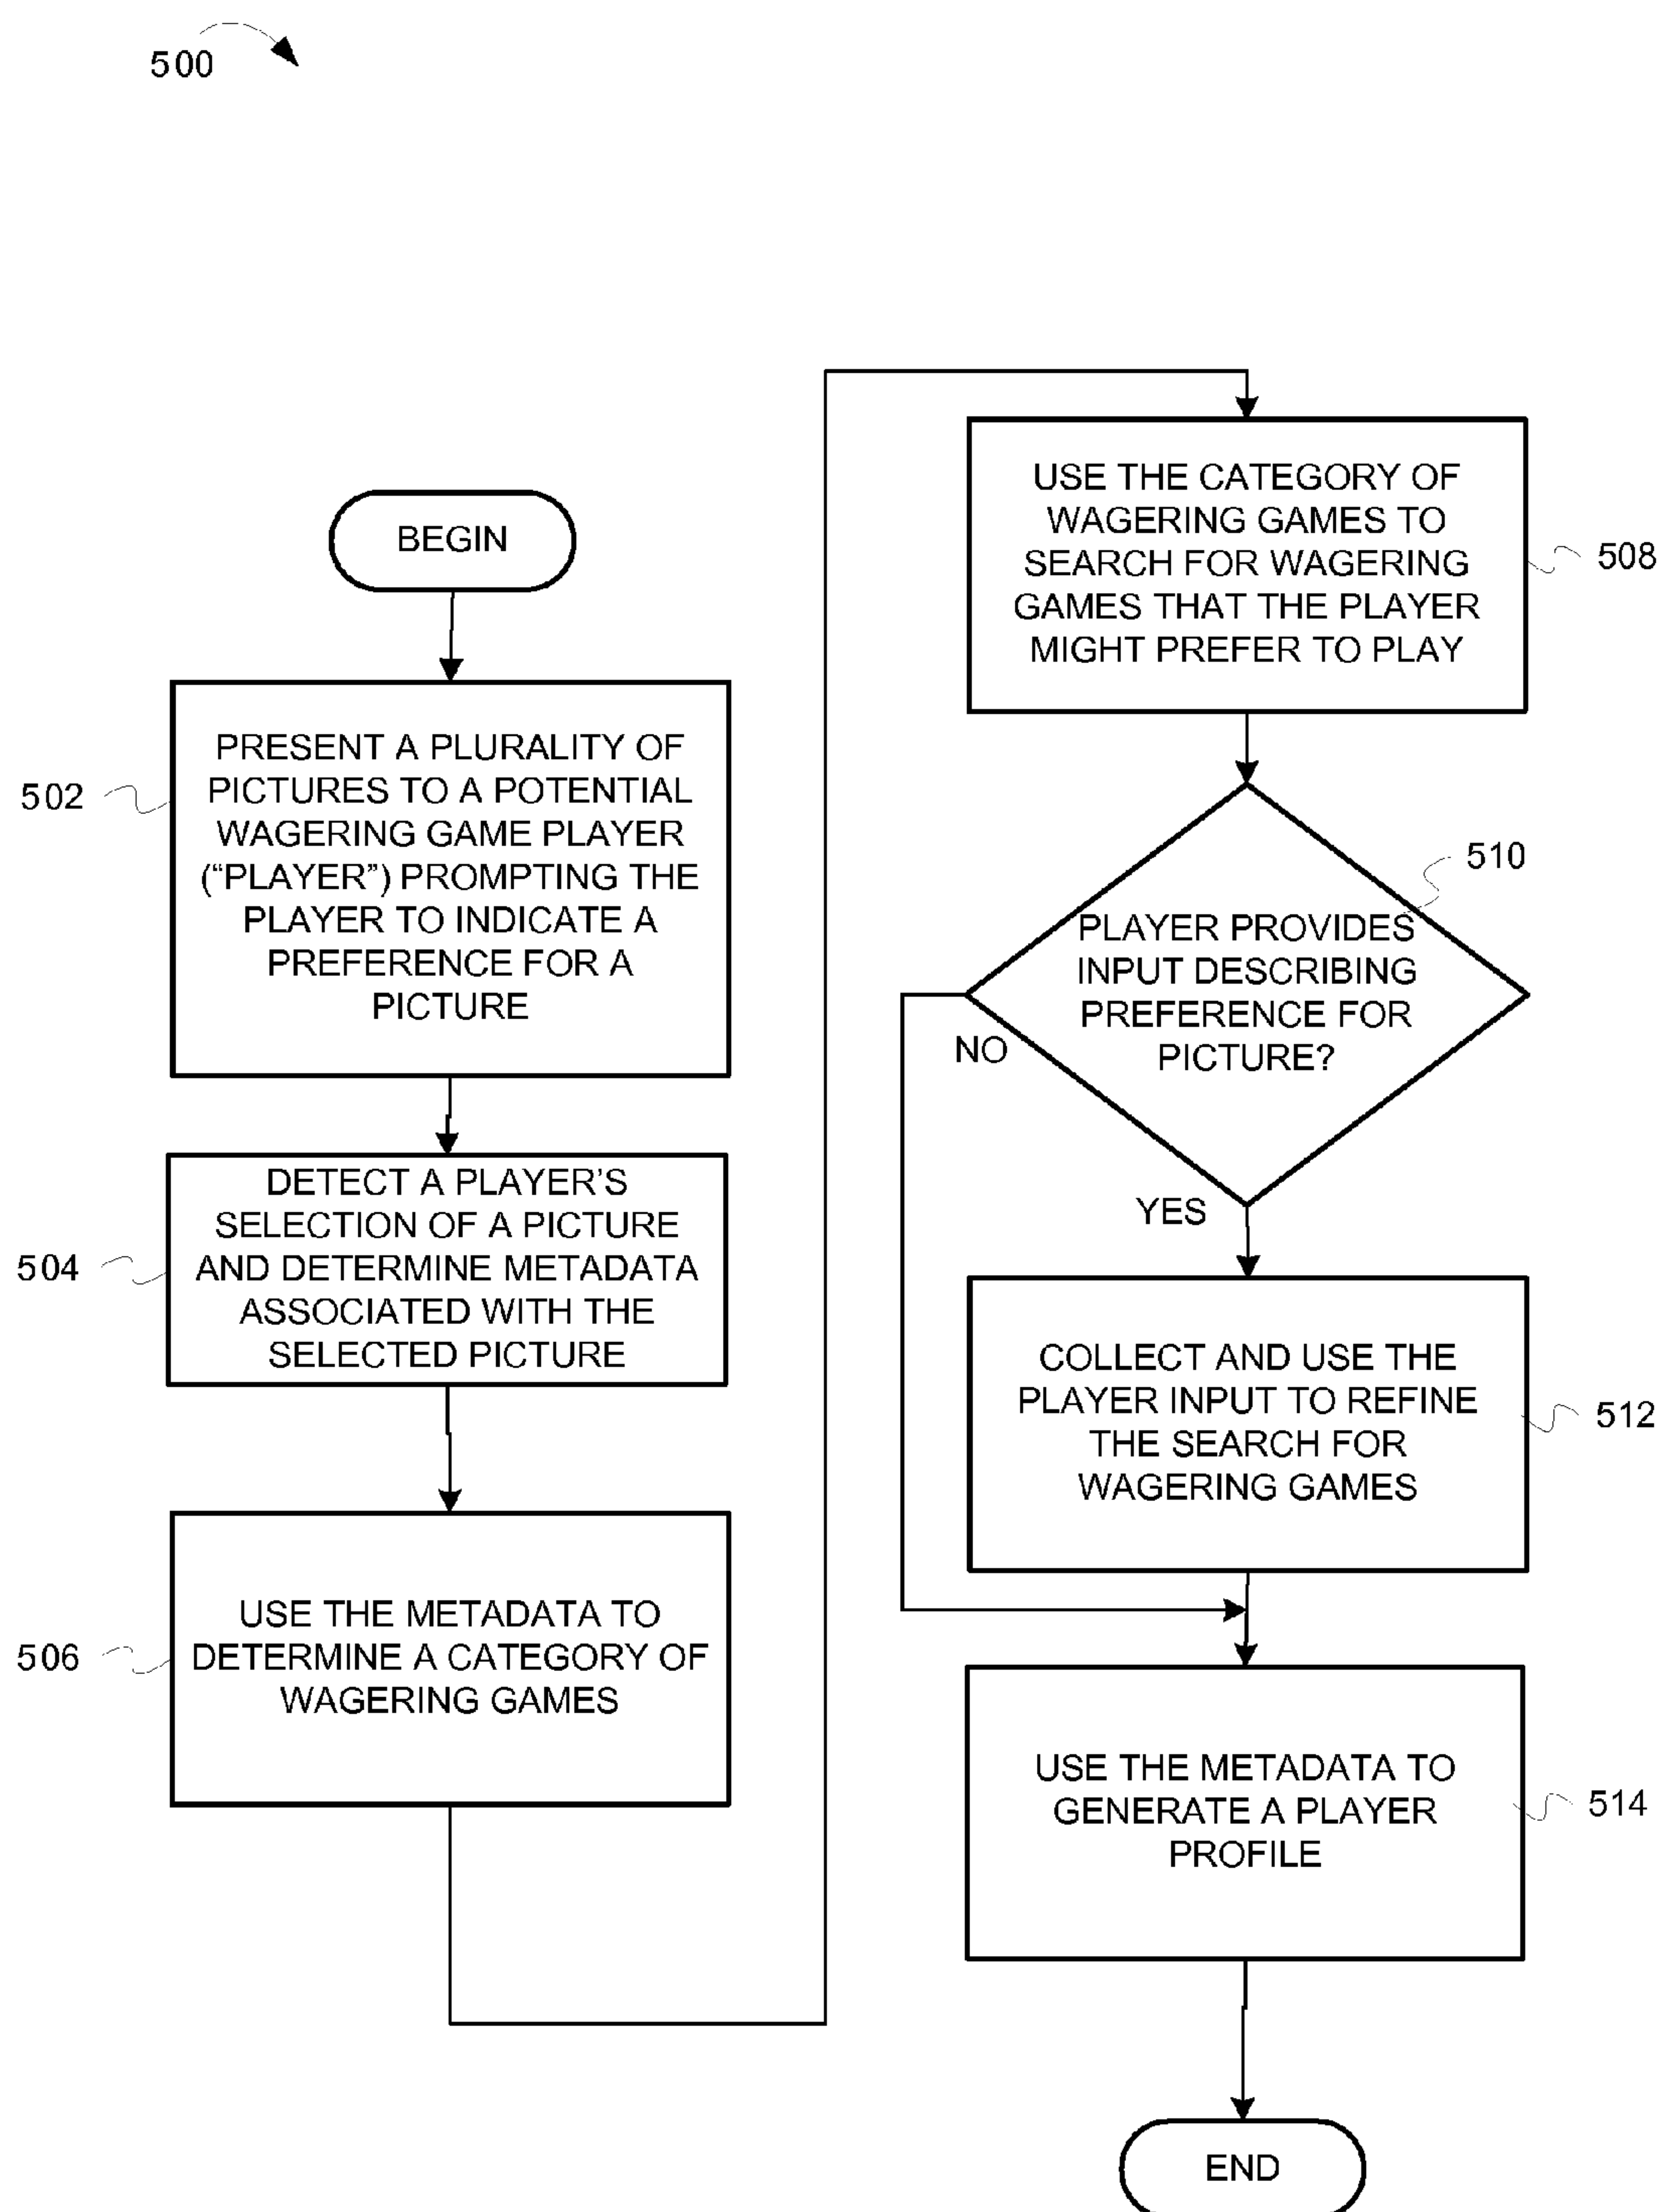 500
BEGIN
502
PRESENT A PLURALITY OF
PICTURES TO A POTENTIAL
WAGERING GAME PLAYER
(“PLAYER”) PROMPTING THE
PLAYER TO INDICATE A
PREFERENCE FOR A
PICTURE
504
DETECT A PLAYER’S
SELECTION OF A PICTURE
AND DETERMINE METADATA
ASSOCIATED WITH THE
SELECTED PICTURE
506
USE THE METADATA TO
DETERMINE A CATEGORY OF
WAGERING GAMES
USE THE CATEGORY OF
WAGERING GAMES TO
SEARCH FOR WAGERING
GAMES THAT THE PLAYER
MIGHT PREFER TO PLAY
508
510
PLAYER PROVIDES
INPUT DESCRIBING
PREFERENCE FOR
PICTURE?
NO
YES
COLLECT AND USE THE
PLAYER INPUT TO REFINE
THE SEARCH FOR
WAGERING GAMES
512
USE THE METADATA TO
GENERATE A PLAYER
PROFILE
514
END